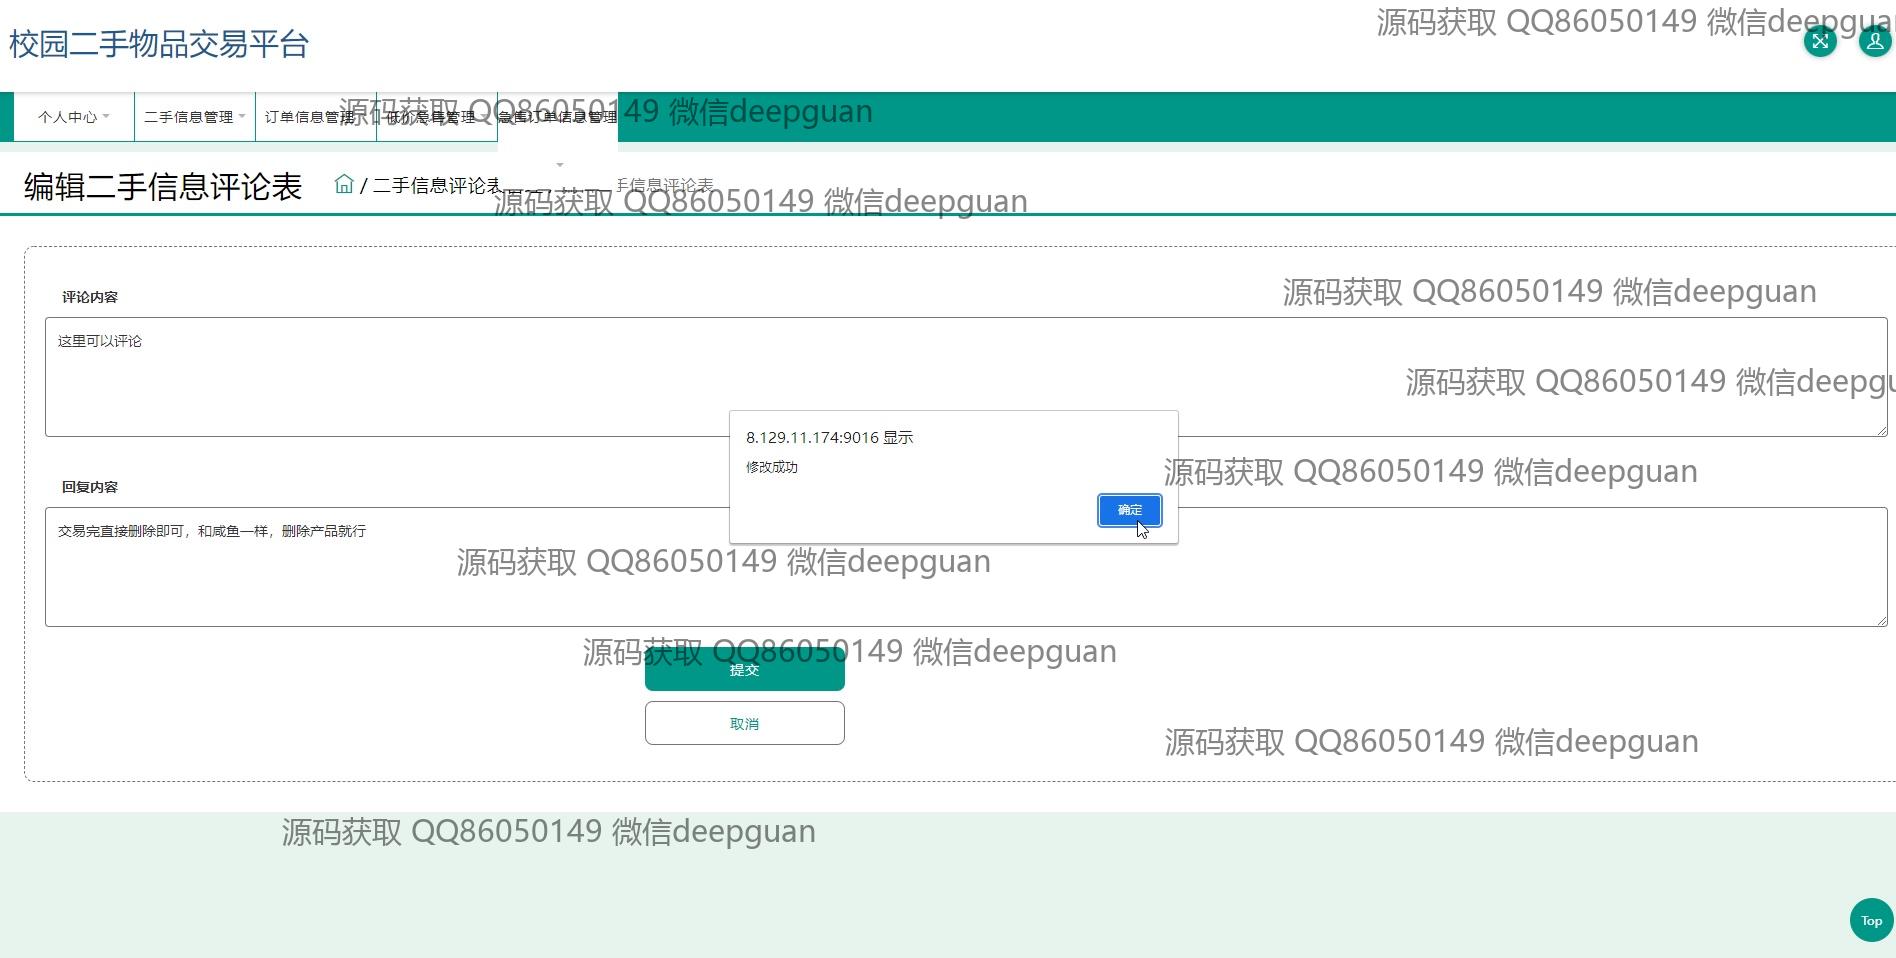 源码获取 QQ86050149 微信deepguan
校园二手物品交易平台
个人中心
二手信息管理
订单信息管理
低价急售管理
急售订单信息管理
源码获取 QQ86050149 微信deepguan
编辑二手信息评论表
/ 二手信息评论表
手信息评论表
源码获取 QQ86050149 微信deepguan
评论内容
源码获取 QQ86050149 微信deepguan
这里可以评论
源码获取 QQ86050149 微信deepgu
8.129.11.174:9016 显示
修改成功
源码获取 QQ86050149 微信deepguan
回复内容
确定
交易完直接删除即可，和咸鱼一样，删除产品就行
源码获取 QQ86050149 微信deepguan
源码获取 QQ86050149 微信deepguan
提交
取消
源码获取 QQ86050149 微信deepguan
源码获取 QQ86050149 微信deepguan
Top